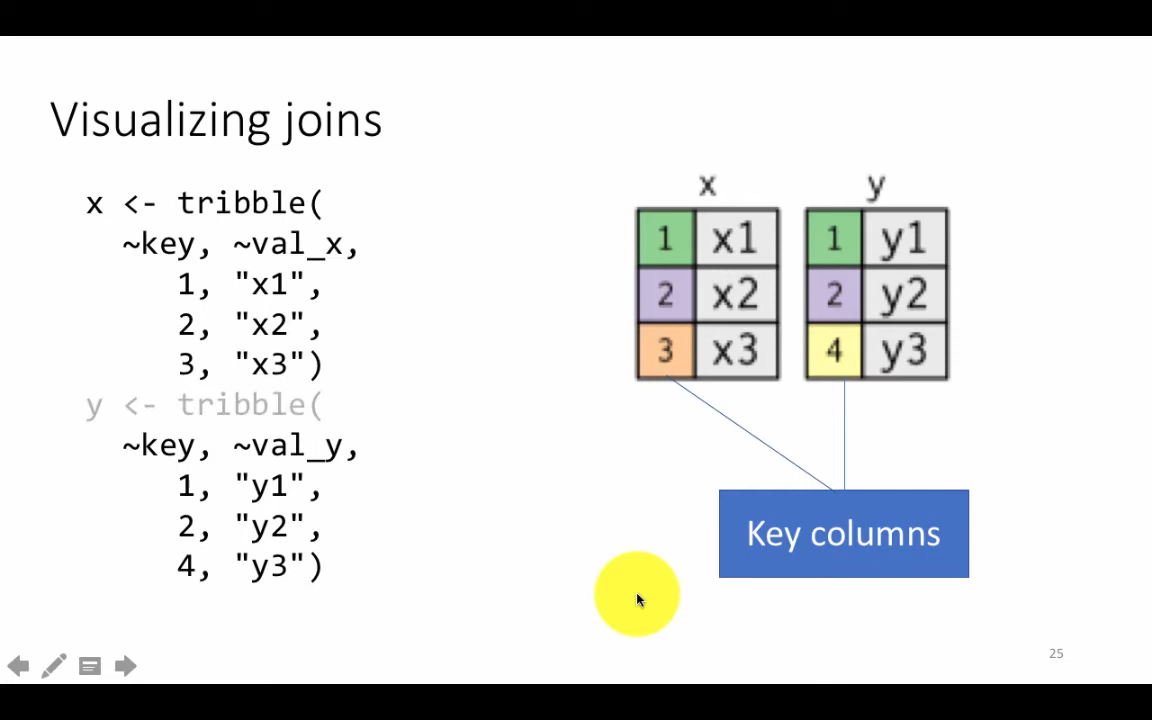 Visualizing joins
x <- tribble(
~key, ~val_x,
1, "x1",
2, "x2",
3, "x3")
y <- tribble(
~key, ~val_y,
1, "y1",
2, "y2",
4, "y3")
x y
1 x1 1 y1
2 x2 2 y2
3 x3 4 y3
Key columns
25